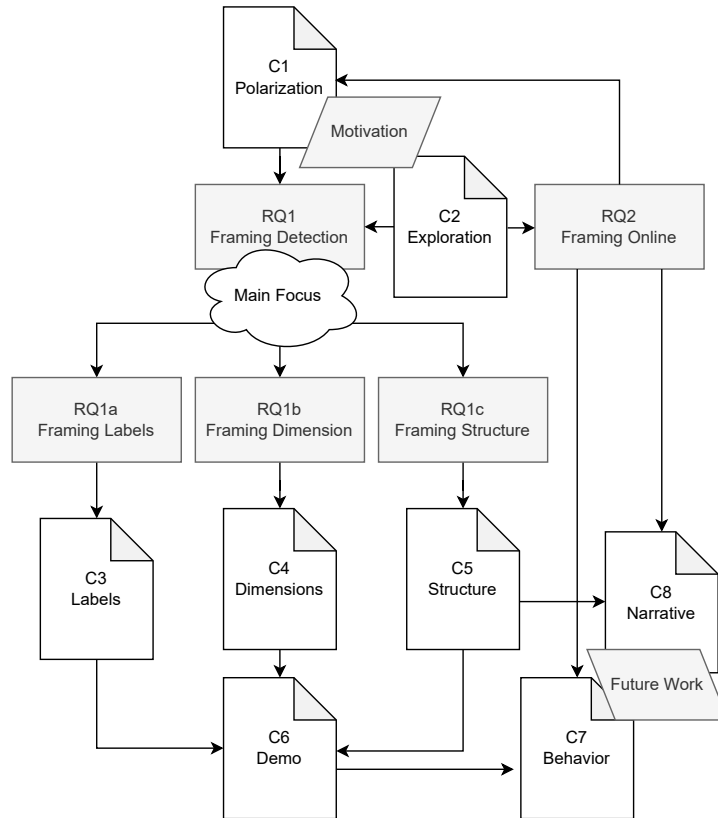 C1
Polarization
Motivation
RQ1
Framing Detection
C2
Exploration
RQ2
Framing Online
Main Focus
RQ1a
Framing Labels
RQ1b
Framing Dimension
RQ1c
Framing Structure
C3
Labels
C4
Dimensions
C5
Structure
C8
Narrative
Future Work
C6
Demo
C7
Behavior